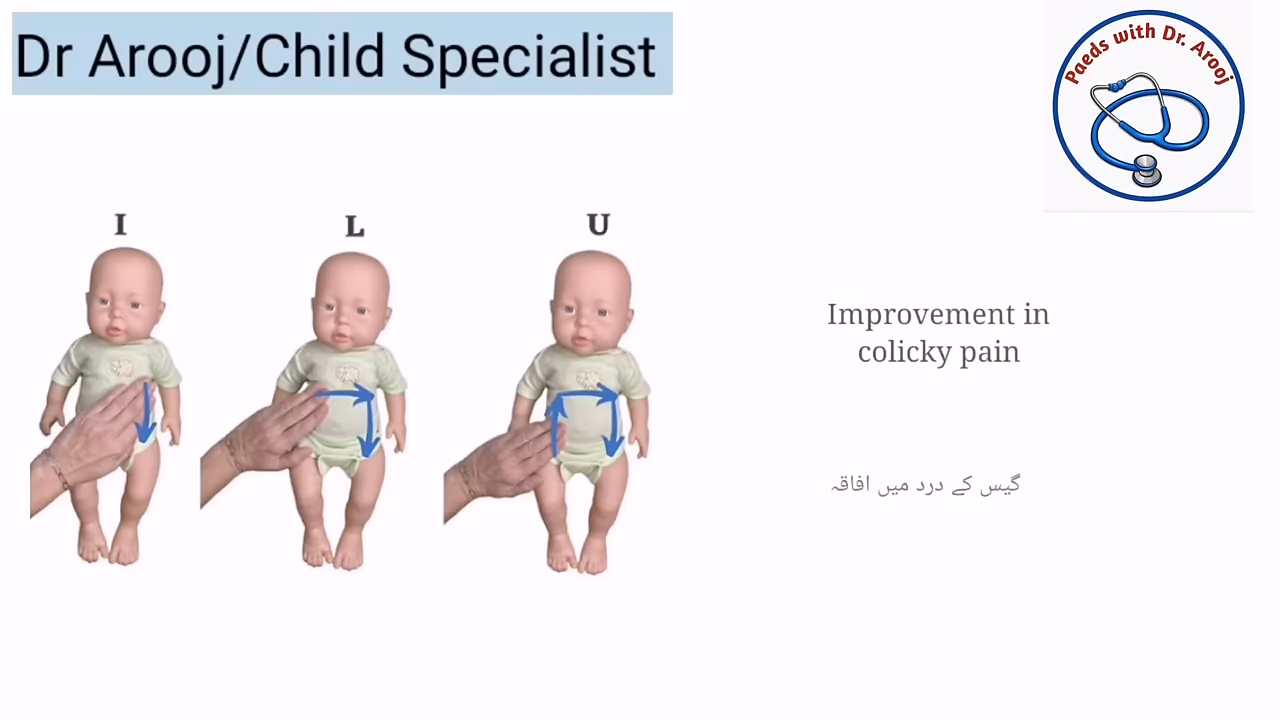 Dr Arooj/Child Specialist
Paeds with Dr. Arooj
I
L
U
Improvement in
colicky pain
گیس کے درد میں افاقہ